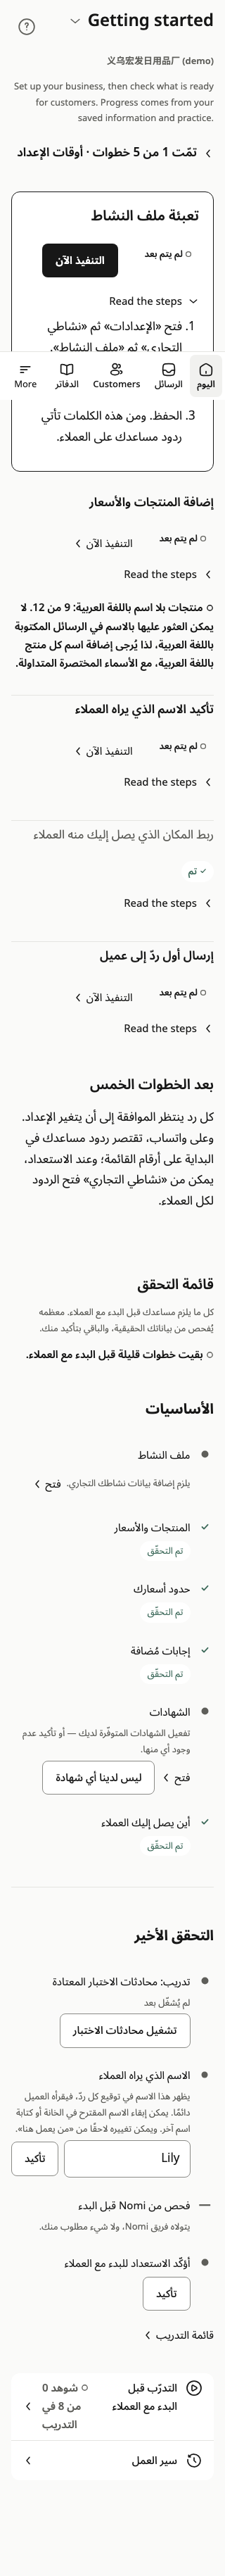 Getting started
义乌宏发日用品厂 (demo)
Set up your business, then check what is ready
for customers. Progress comes from your
saved information and practice.
تمّت 1 من 5 خطوات · أوقات الإعداد
تعبئة ملف النشاط
لم يتم بعد
التنفيذ الآن
Read the steps
1. فتح «الإعدادات» ثم «نشاطي
التجاري» ثم «ملف النشاط».
اليوم
الرسائل
Customers
الدفاتر
More
3. الحفظ. ومن هذه الكلمات تأتي
ردود مساعدك على العملاء.
إضافة المنتجات والأسعار
لم يتم بعد
التنفيذ الآن
Read the steps
منتجات بلا اسم باللغة العربية: 9 من 12. لا
يمكن العثور عليها بالاسم في الرسائل المكتوبة
باللغة العربية، لذا يُرجى إضافة اسم كل منتج
باللغة العربية، مع الأسماء المختصرة المتداولة.
تأكيد الاسم الذي يراه العملاء
لم يتم بعد
التنفيذ الآن
Read the steps
ربط المكان الذي يصل إليك منه العملاء
تم
Read the steps
إرسال أول ردّ إلى عميل
لم يتم بعد
التنفيذ الآن
Read the steps
بعد الخطوات الخمس
كل رد ينتظر الموافقة إلى أن يتغير الإعداد.
وعلى واتساب، تقتصر ردود مساعدك في
البداية على أرقام القائمة؛ وعند الاستعداد،
يمكن من «نشاطي التجاري» فتح الردود
لكل العملاء.
قائمة التحقق
كل ما يلزم مساعدك قبل البدء مع العملاء. معظمه
يُفحص من بياناتك الحقيقية، والباقي بتأكيد منك.
بقيت خطوات قليلة قبل البدء مع العملاء.
الأساسيات
ملف النشاط
يلزم إضافة بيانات نشاطك التجاري.
فتح
المنتجات والأسعار
تم التحقّق
حدود أسعارك
تم التحقّق
إجابات مُضافة
تم التحقّق
الشهادات
تفعيل الشهادات المتوفّرة لديك — أو تأكيد عدم
وجود أي منها.
فتح
ليس لدينا أي شهادة
أين يصل إليك العملاء
تم التحقّق
التحقق الأخير
تدريب: محادثات الاختبار المعتادة
لم يُشغَّل بعد
تشغيل محادثات الاختبار
الاسم الذي يراه العملاء
يظهر هذا الاسم في توقيع كل ردّ، فيقرأه العميل
دائمًا. يمكن إبقاء الاسم المقترح في الخانة أو كتابة
اسم آخر. ويمكن تغييره لاحقًا من «من يعمل هنا».
Lily
تأكيد
فحص من Nomi قبل البدء
يتولاه فريق Nomi، ولا شيء مطلوب منك.
أؤكّد الاستعداد للبدء مع العملاء
تأكيد
قائمة التدريب
التدرّب قبل
البدء مع العملاء
شوهد 0
من 8 في
التدريب
سير العمل